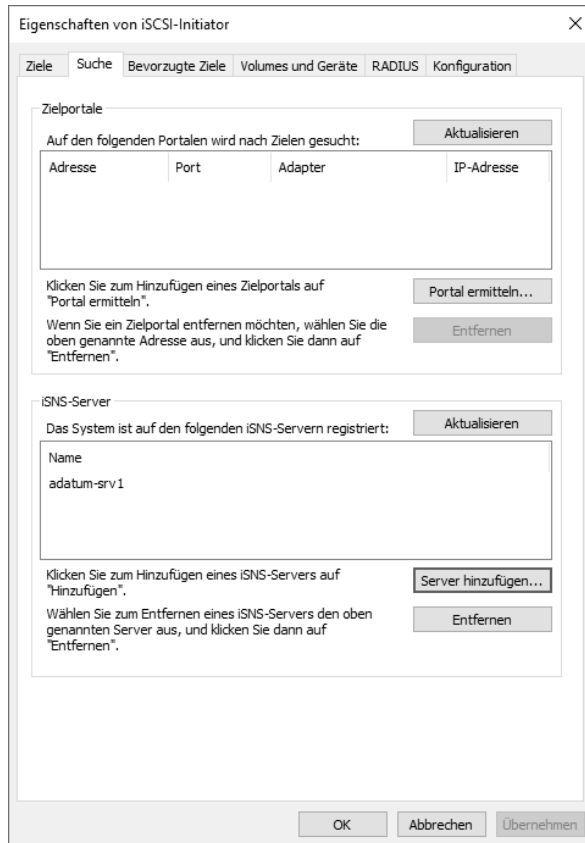 Eigenschaften von iSCSI-Initiator
Ziele Suche Bevorzugte Ziele Volumes und Geräte RADIUS Konfiguration
Zielportale
Auf den folgenden Portalen wird nach Zielen gesucht: Aktualisieren
Adresse Port Adapter IP-Adresse
Klicken Sie zum Hinzufügen eines Zielportals auf
"Portal ermitteln".
Portal ermitteln...
Wenn Sie ein Zielportal entfernen möchten, wählen Sie die
oben genannte Adresse aus, und klicken Sie dann auf
"Entfernen".
Entfernen
iSNS-Server
Das System ist auf den folgenden iSNS-Servern registriert: Aktualisieren
Name
adatum-srv1
Klicken Sie zum Hinzufügen eines iSNS-Servers auf
"Hinzufügen".
Server hinzufügen...
Wählen Sie zum Entfernen eines iSNS-Servers den oben
genannten Server aus, und klicken Sie dann auf
"Entfernen".
Entfernen
OK Abbrechen Übernehmen